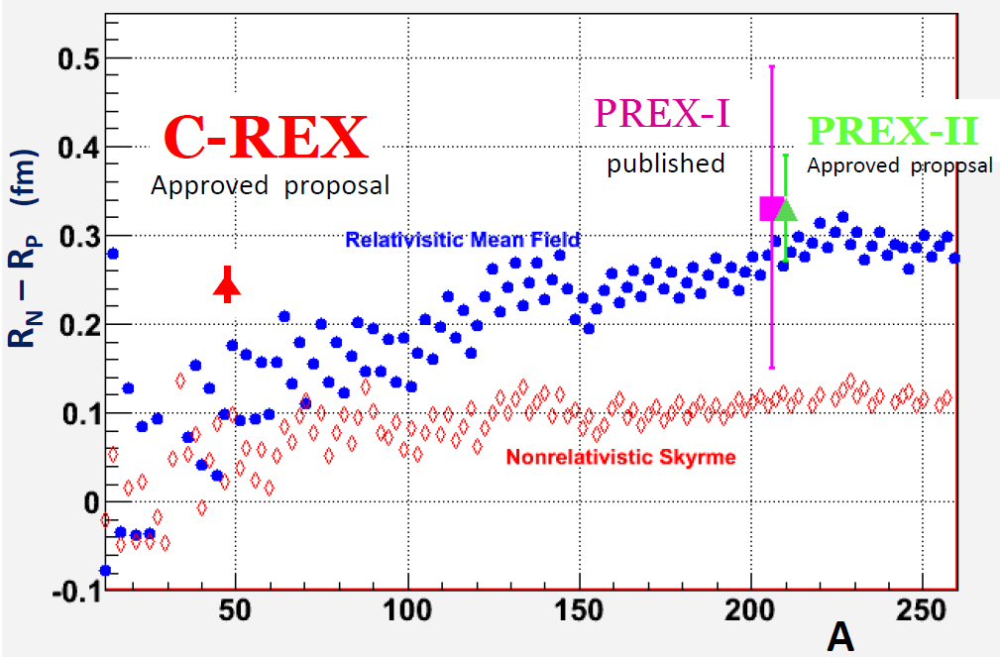 0.5
C-REX
PREX-I
PREX-II
0.4
published
Approved proposal
Approved proposal
R_N – R_P (fm)
0.3
Relativisitic Mean Field
0.2
0.1
Nonrelativistic Skyrme
0
-0.1
50
100
150
200
250
A